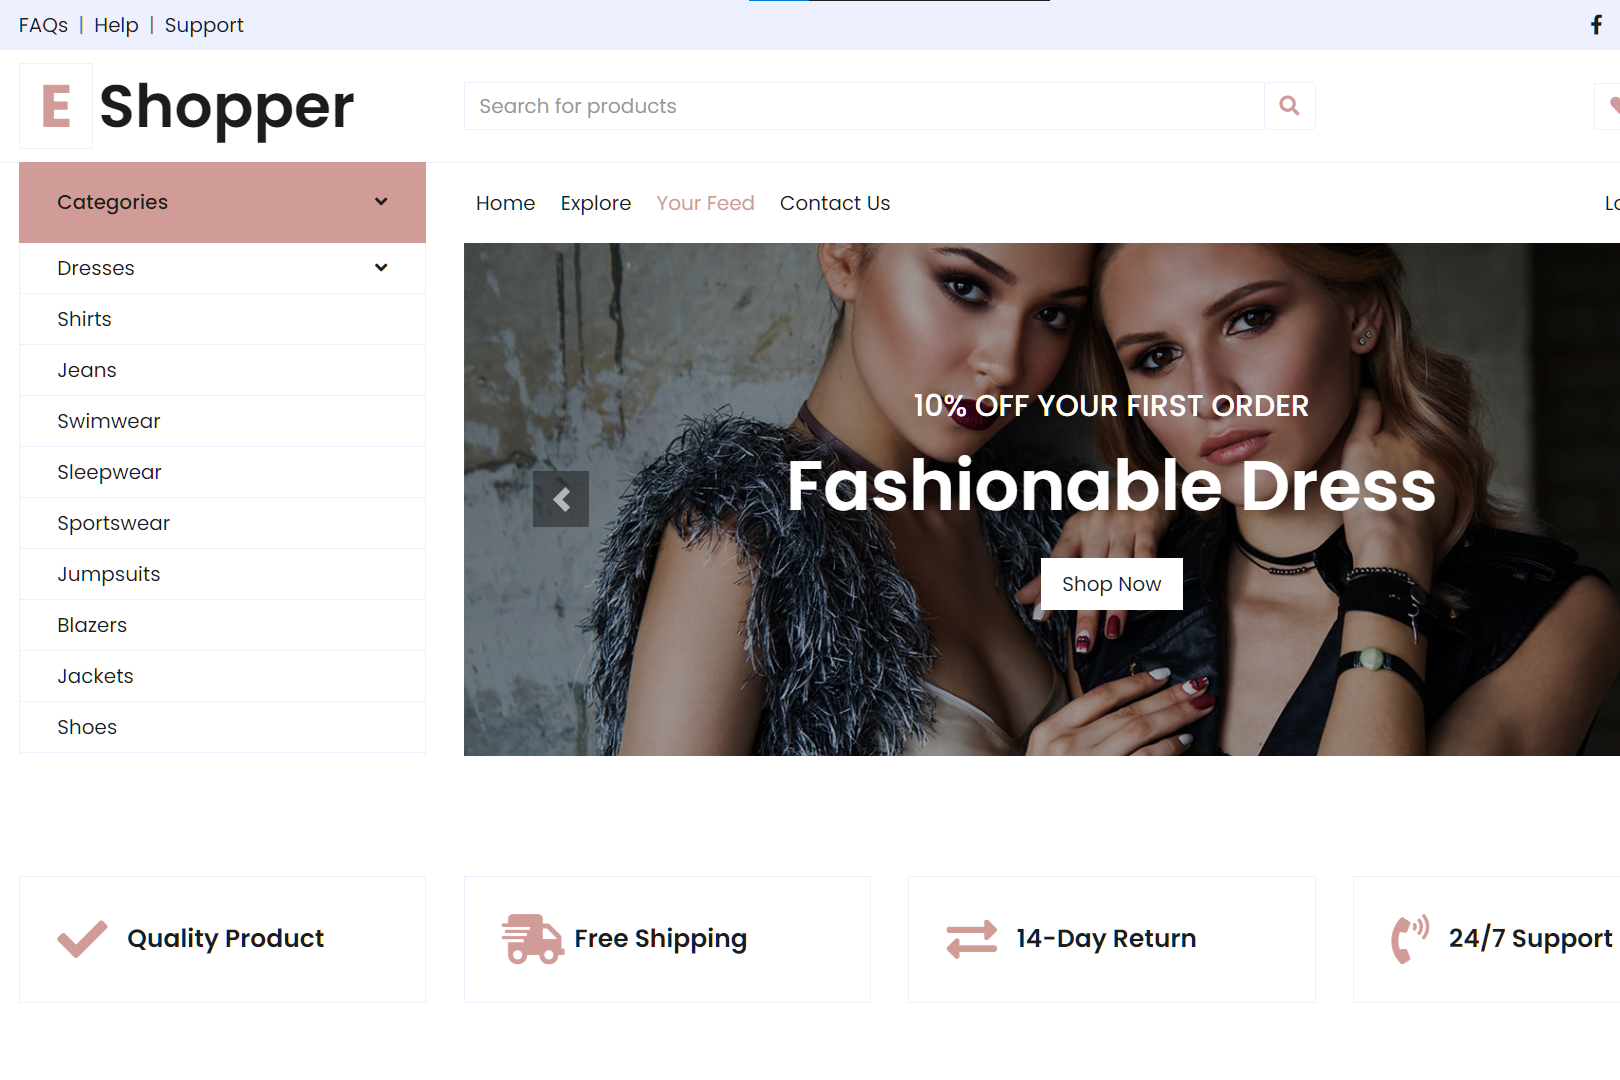 FAQs | Help | Support
E Shopper
Search for products
Categories
Home Explore Your Feed Contact Us
Dresses
Shirts
Jeans
Swimwear
Sleepwear
Sportswear
Jumpsuits
Blazers
Jackets
Shoes
10% OFF YOUR FIRST ORDER
Fashionable Dress
Shop Now
Quality Product
Free Shipping
14-Day Return
24/7 Support